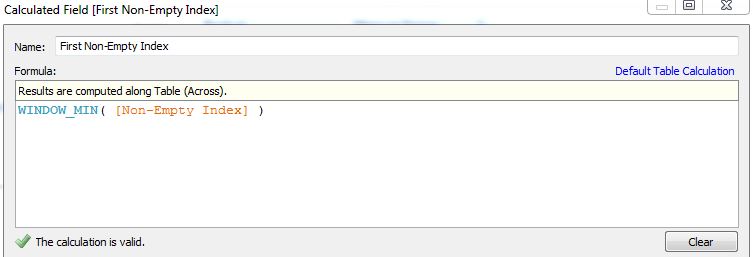 Calculated Field [First Non-Empty Index]
Name: First Non-Empty Index
Formula: Default Table Calculation
Results are computed along Table (Across).
WINDOW_MIN( [Non-Empty Index] )
The calculation is valid. Clear